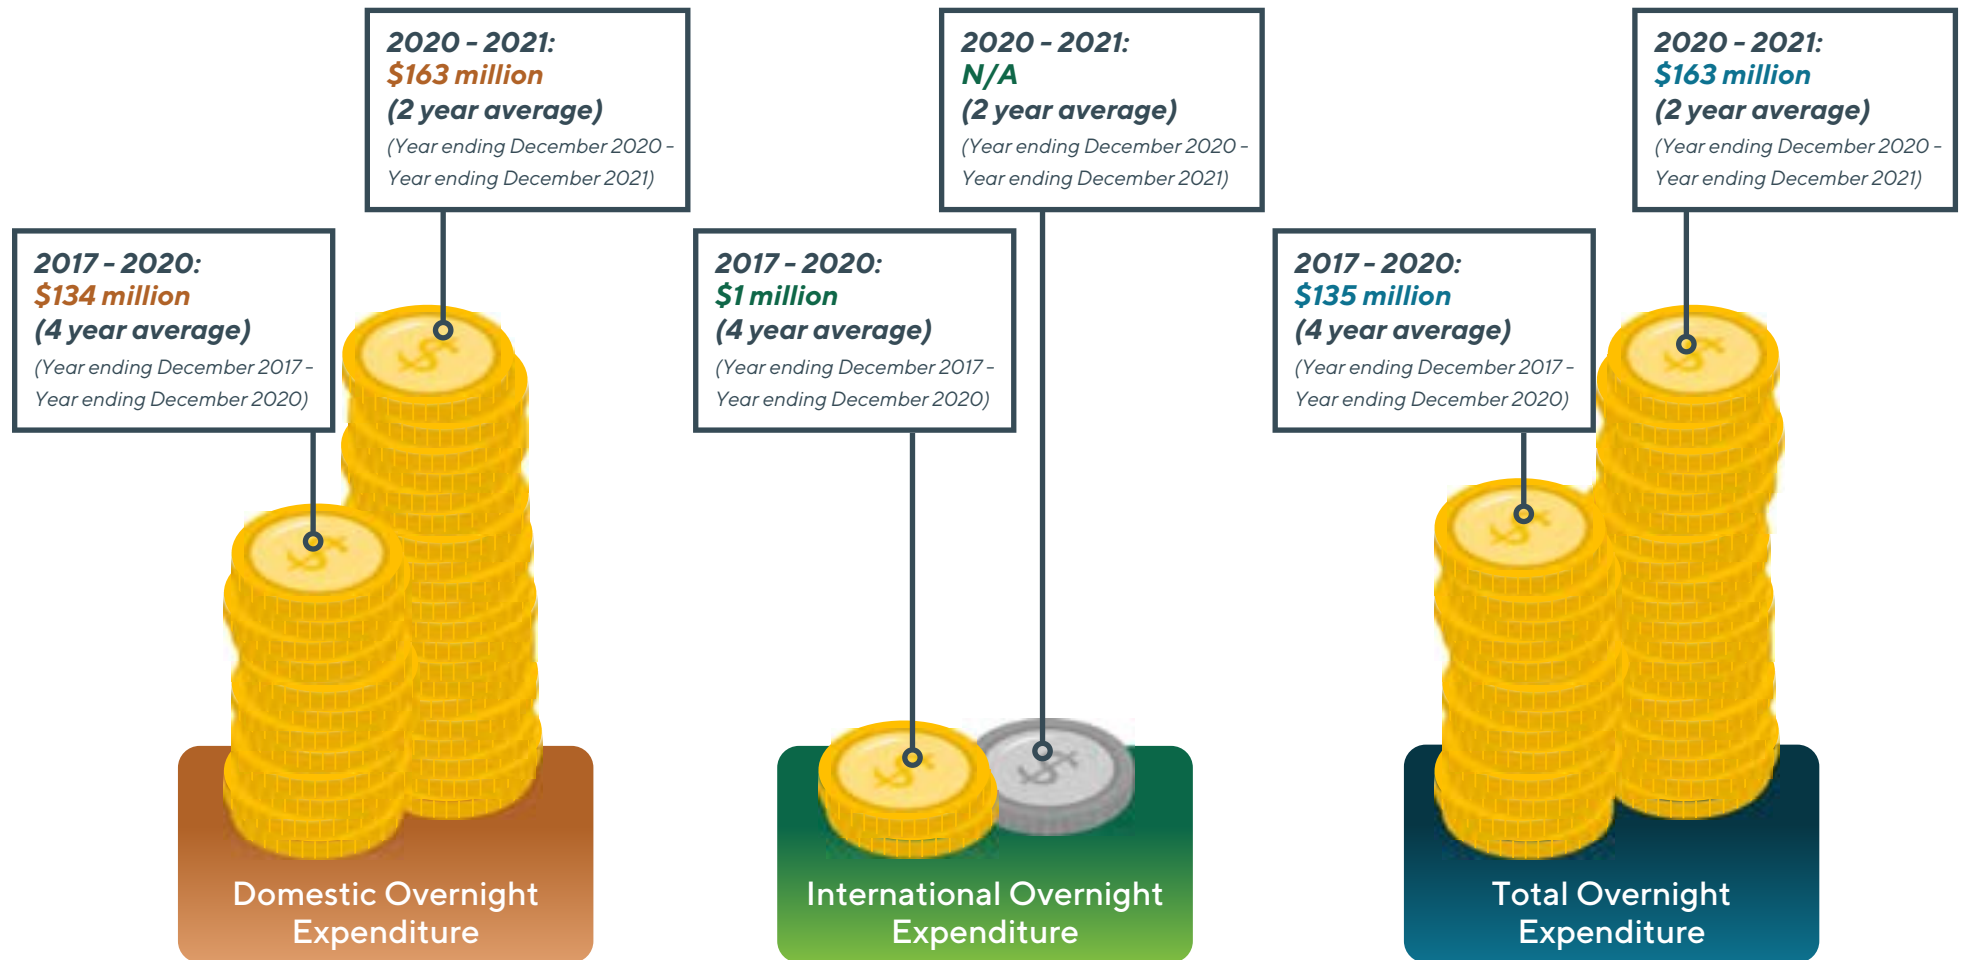 2020 - 2021:
$163 million
(2 year average)
(Year ending December 2020 -
Year ending December 2021)
2017 - 2020:
$134 million
(4 year average)
(Year ending December 2017 -
Year ending December 2020)
Domestic Overnight
Expenditure
2020 - 2021:
N/A
(2 year average)
(Year ending December 2020 -
Year ending December 2021)
2017 - 2020:
$1 million
(4 year average)
(Year ending December 2017 -
Year ending December 2020)
International Overnight
Expenditure
2020 - 2021:
$163 million
(2 year average)
(Year ending December 2020 -
Year ending December 2021)
2017 - 2020:
$135 million
(4 year average)
(Year ending December 2017 -
Year ending December 2020)
Total Overnight
Expenditure